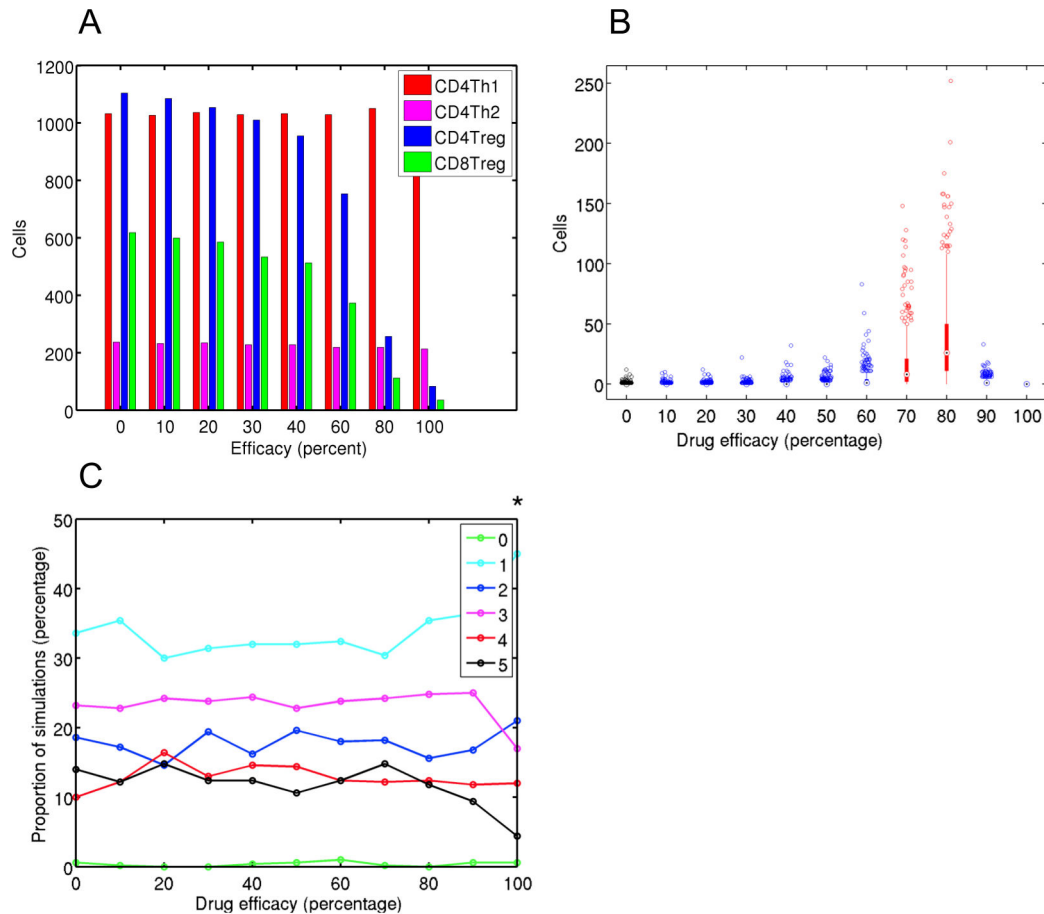 A
1200
1000
800
600
400
200
0
Cells
0 10 20 30 40 60 80 100
Efficacy (percent)
CD4Th1
CD4Th2
CD4Treg
CD8Treg
B
250
200
150
100
50
0
Cells
0 10 20 30 40 50 60 70 80 90 100
Drug efficacy (percentage)
C
*
50
40
30
20
10
0
Proportion of simulations (percentage)
0 20 40 60 80 100
Drug efficacy (percentage)
0
1
2
3
4
5